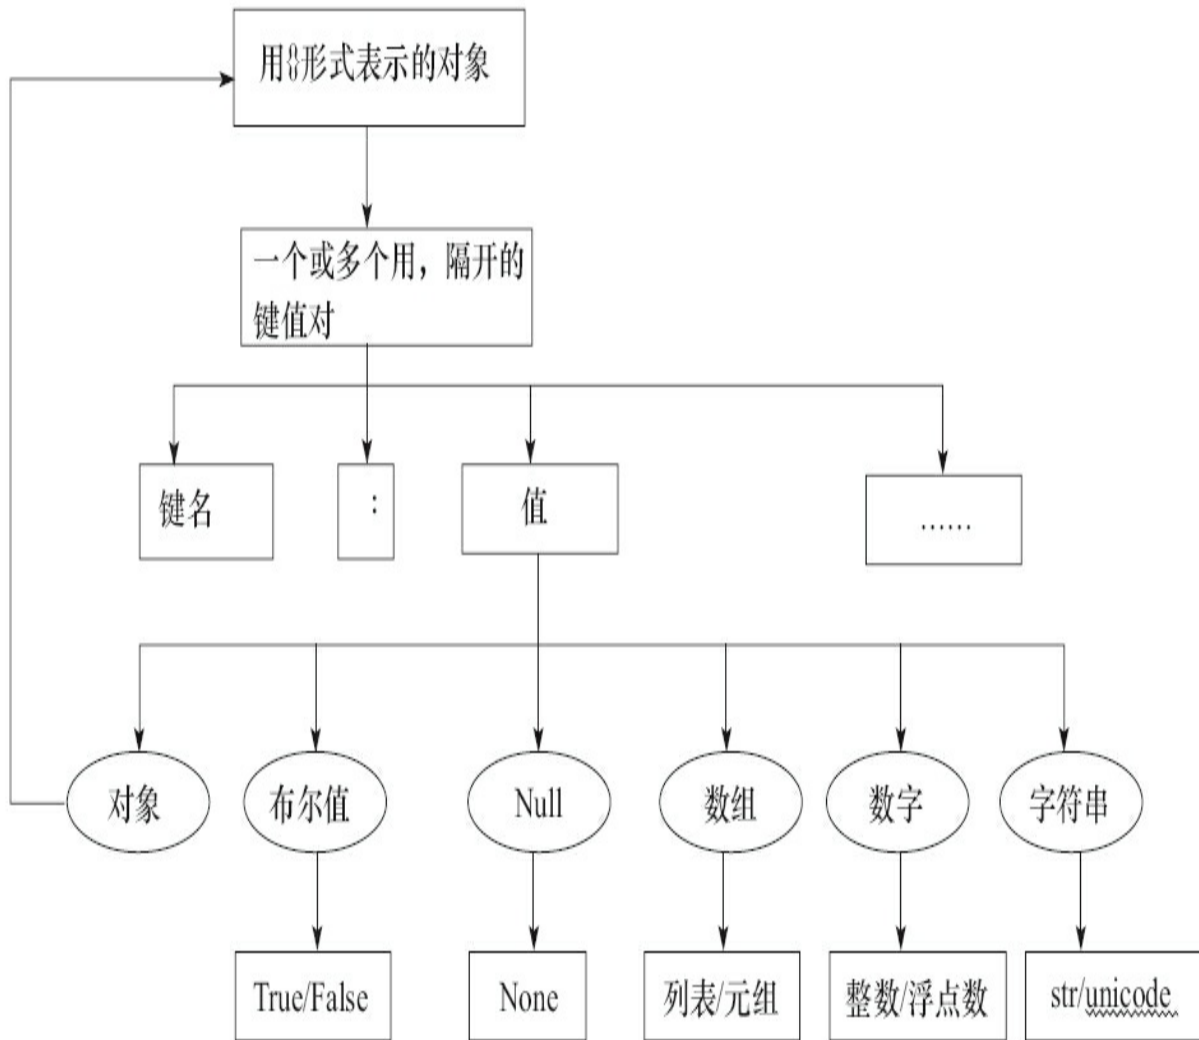 用{}形式表示的对象
一个或多个用，隔开的
键值对
键名
:
值
……
对象
布尔值
Null
数组
数字
字符串
True/False
None
列表/元组
整数/浮点数
str/unicode